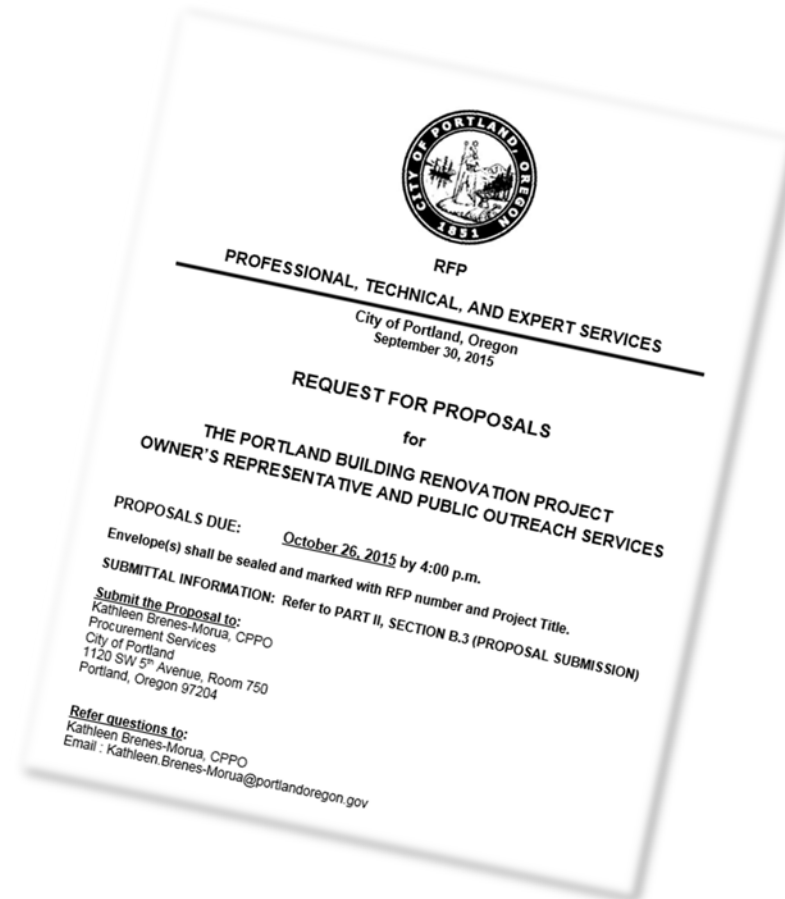 CITY OF PORTLAND, OREGON
1851
RFP
PROFESSIONAL, TECHNICAL, AND EXPERT SERVICES
City of Portland, Oregon
September 30, 2015
REQUEST FOR PROPOSALS
for
THE PORTLAND BUILDING RENOVATION PROJECT
OWNER'S REPRESENTATIVE AND PUBLIC OUTREACH SERVICES
PROPOSALS DUE: October 26, 2015 by 4:00 p.m.
Envelope(s) shall be sealed and marked with RFP number and Project Title.
SUBMITTAL INFORMATION: Refer to PART II, SECTION B.3 (PROPOSAL SUBMISSION)
Submit the Proposal to:
Kathleen Brenes-Morua, CPPO
Procurement Services
City of Portland
1120 SW 5th Avenue, Room 750
Portland, Oregon 97204
Refer questions to:
Kathleen Brenes-Morua, CPPO
Email : Kathleen.Brenes-Morua@portlandoregon.gov